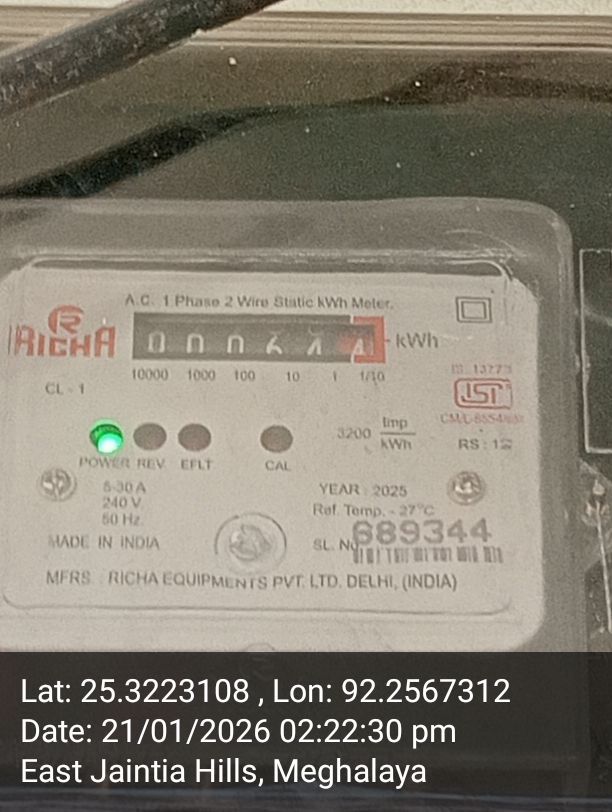 A.C. 1 Phase 2 Wire Static kWh Meter.
RICHA
0 0 0
kWh
10000 1000 100 10 1 1/10
CL - 1
ISI
3200 Imp
kWh
RS : 12
POWER REV EFLT CAL
5-30 A
240 V
50 Hz
YEAR : 2025
Ref. Temp. - 27°C
MADE IN INDIA
SL. No 689344
MFRS : RICHA EQUIPMENTS PVT. LTD. DELHI, (INDIA)
Lat: 25.3223108 , Lon: 92.2567312
Date: 21/01/2026 02:22:30 pm
East Jaintia Hills, Meghalaya